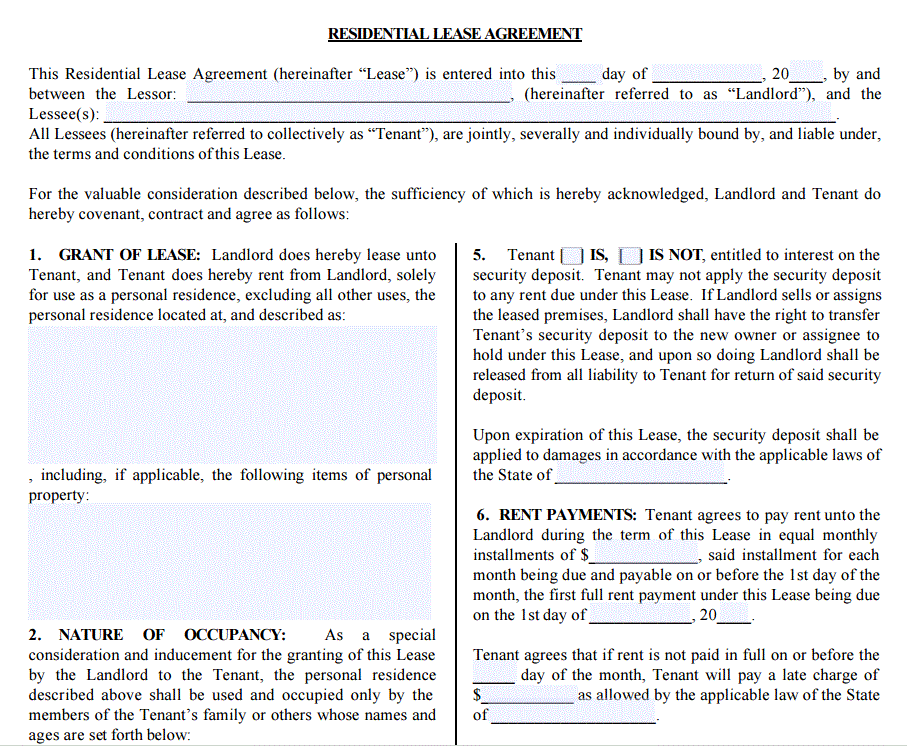 RESIDENTIAL LEASE AGREEMENT
This Residential Lease Agreement (hereinafter “Lease”) is entered into this ____ day of ____________, 20____, by and
between the Lessor: ____________________________________, (hereinafter referred to as “Landlord”), and the
Lessee(s): ________________________________________________________________________________.
All Lessees (hereinafter referred to collectively as “Tenant”), are jointly, severally and individually bound by, and liable under,
the terms and conditions of this Lease.
For the valuable consideration described below, the sufficiency of which is hereby acknowledged, Landlord and Tenant do
hereby covenant, contract and agree as follows:
1. GRANT OF LEASE: Landlord does hereby lease unto
Tenant, and Tenant does hereby rent from Landlord, solely
for use as a personal residence, excluding all other uses, the
personal residence located at, and described as:
, including, if applicable, the following items of personal
property:
2. NATURE OF OCCUPANCY: As a special
consideration and inducement for the granting of this Lease
by the Landlord to the Tenant, the personal residence
described above shall be used and occupied only by the
members of the Tenant’s family or others whose names and
ages are set forth below:
5. Tenant [ ] IS, [ ] IS NOT, entitled to interest on the
security deposit. Tenant may not apply the security deposit
to any rent due under this Lease. If Landlord sells or assigns
the leased premises, Landlord shall have the right to transfer
Tenant’s security deposit to the new owner or assignee to
hold under this Lease, and upon so doing Landlord shall be
released from all liability to Tenant for return of said security
deposit.
Upon expiration of this Lease, the security deposit shall be
applied to damages in accordance with the applicable laws of
the State of ____________________.
6. RENT PAYMENTS: Tenant agrees to pay rent unto the
Landlord during the term of this Lease in equal monthly
installments of $____________, said installment for each
month being due and payable on or before the 1st day of the
month, the first full rent payment under this Lease being due
on the 1st day of ____________, 20____.
Tenant agrees that if rent is not paid in full on or before the
_____ day of the month, Tenant will pay a late charge of
$___________ as allowed by the applicable law of the State
of ____________________.